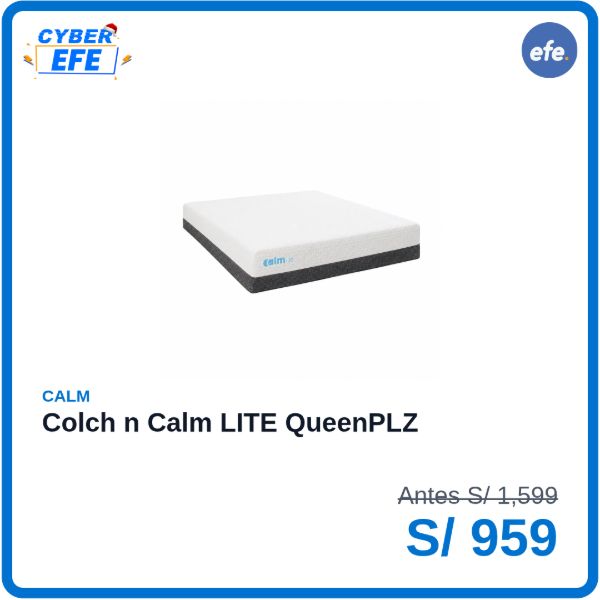 CYBER
EFE
efe.
Calm
CALM
Colch n Calm LITE QueenPLZ
Antes S/ 1,599
S/ 959